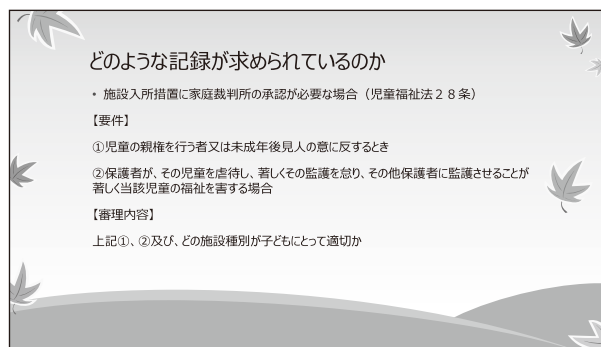 どのような記録が求められているのか
• 施設入所措置に家庭裁判所の承認が必要な場合（児童福祉法２８条）
【要件】
①児童の親権を行う者又は未成年後見人の意に反するとき
②保護者が、その児童を虐待し、著しくその監護を怠り、その他保護者に監護させることが
著しく当該児童の福祉を害する場合
【審理内容】
上記①、②及び、どの施設種別が子どもにとって適切か